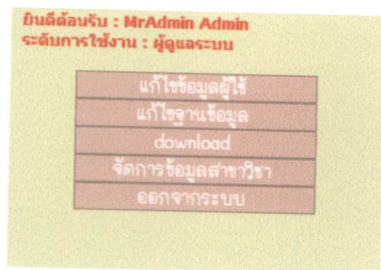 ยินดีต้อนรับ : MrAdmin Admin
ระดับการใช้งาน : ผู้ดูแลระบบ
แก้ไขข้อมูลผู้ใช้
แก้ไขฐานข้อมูล
download
จัดการข้อมูลสาขาวิชา
ออกจากระบบ